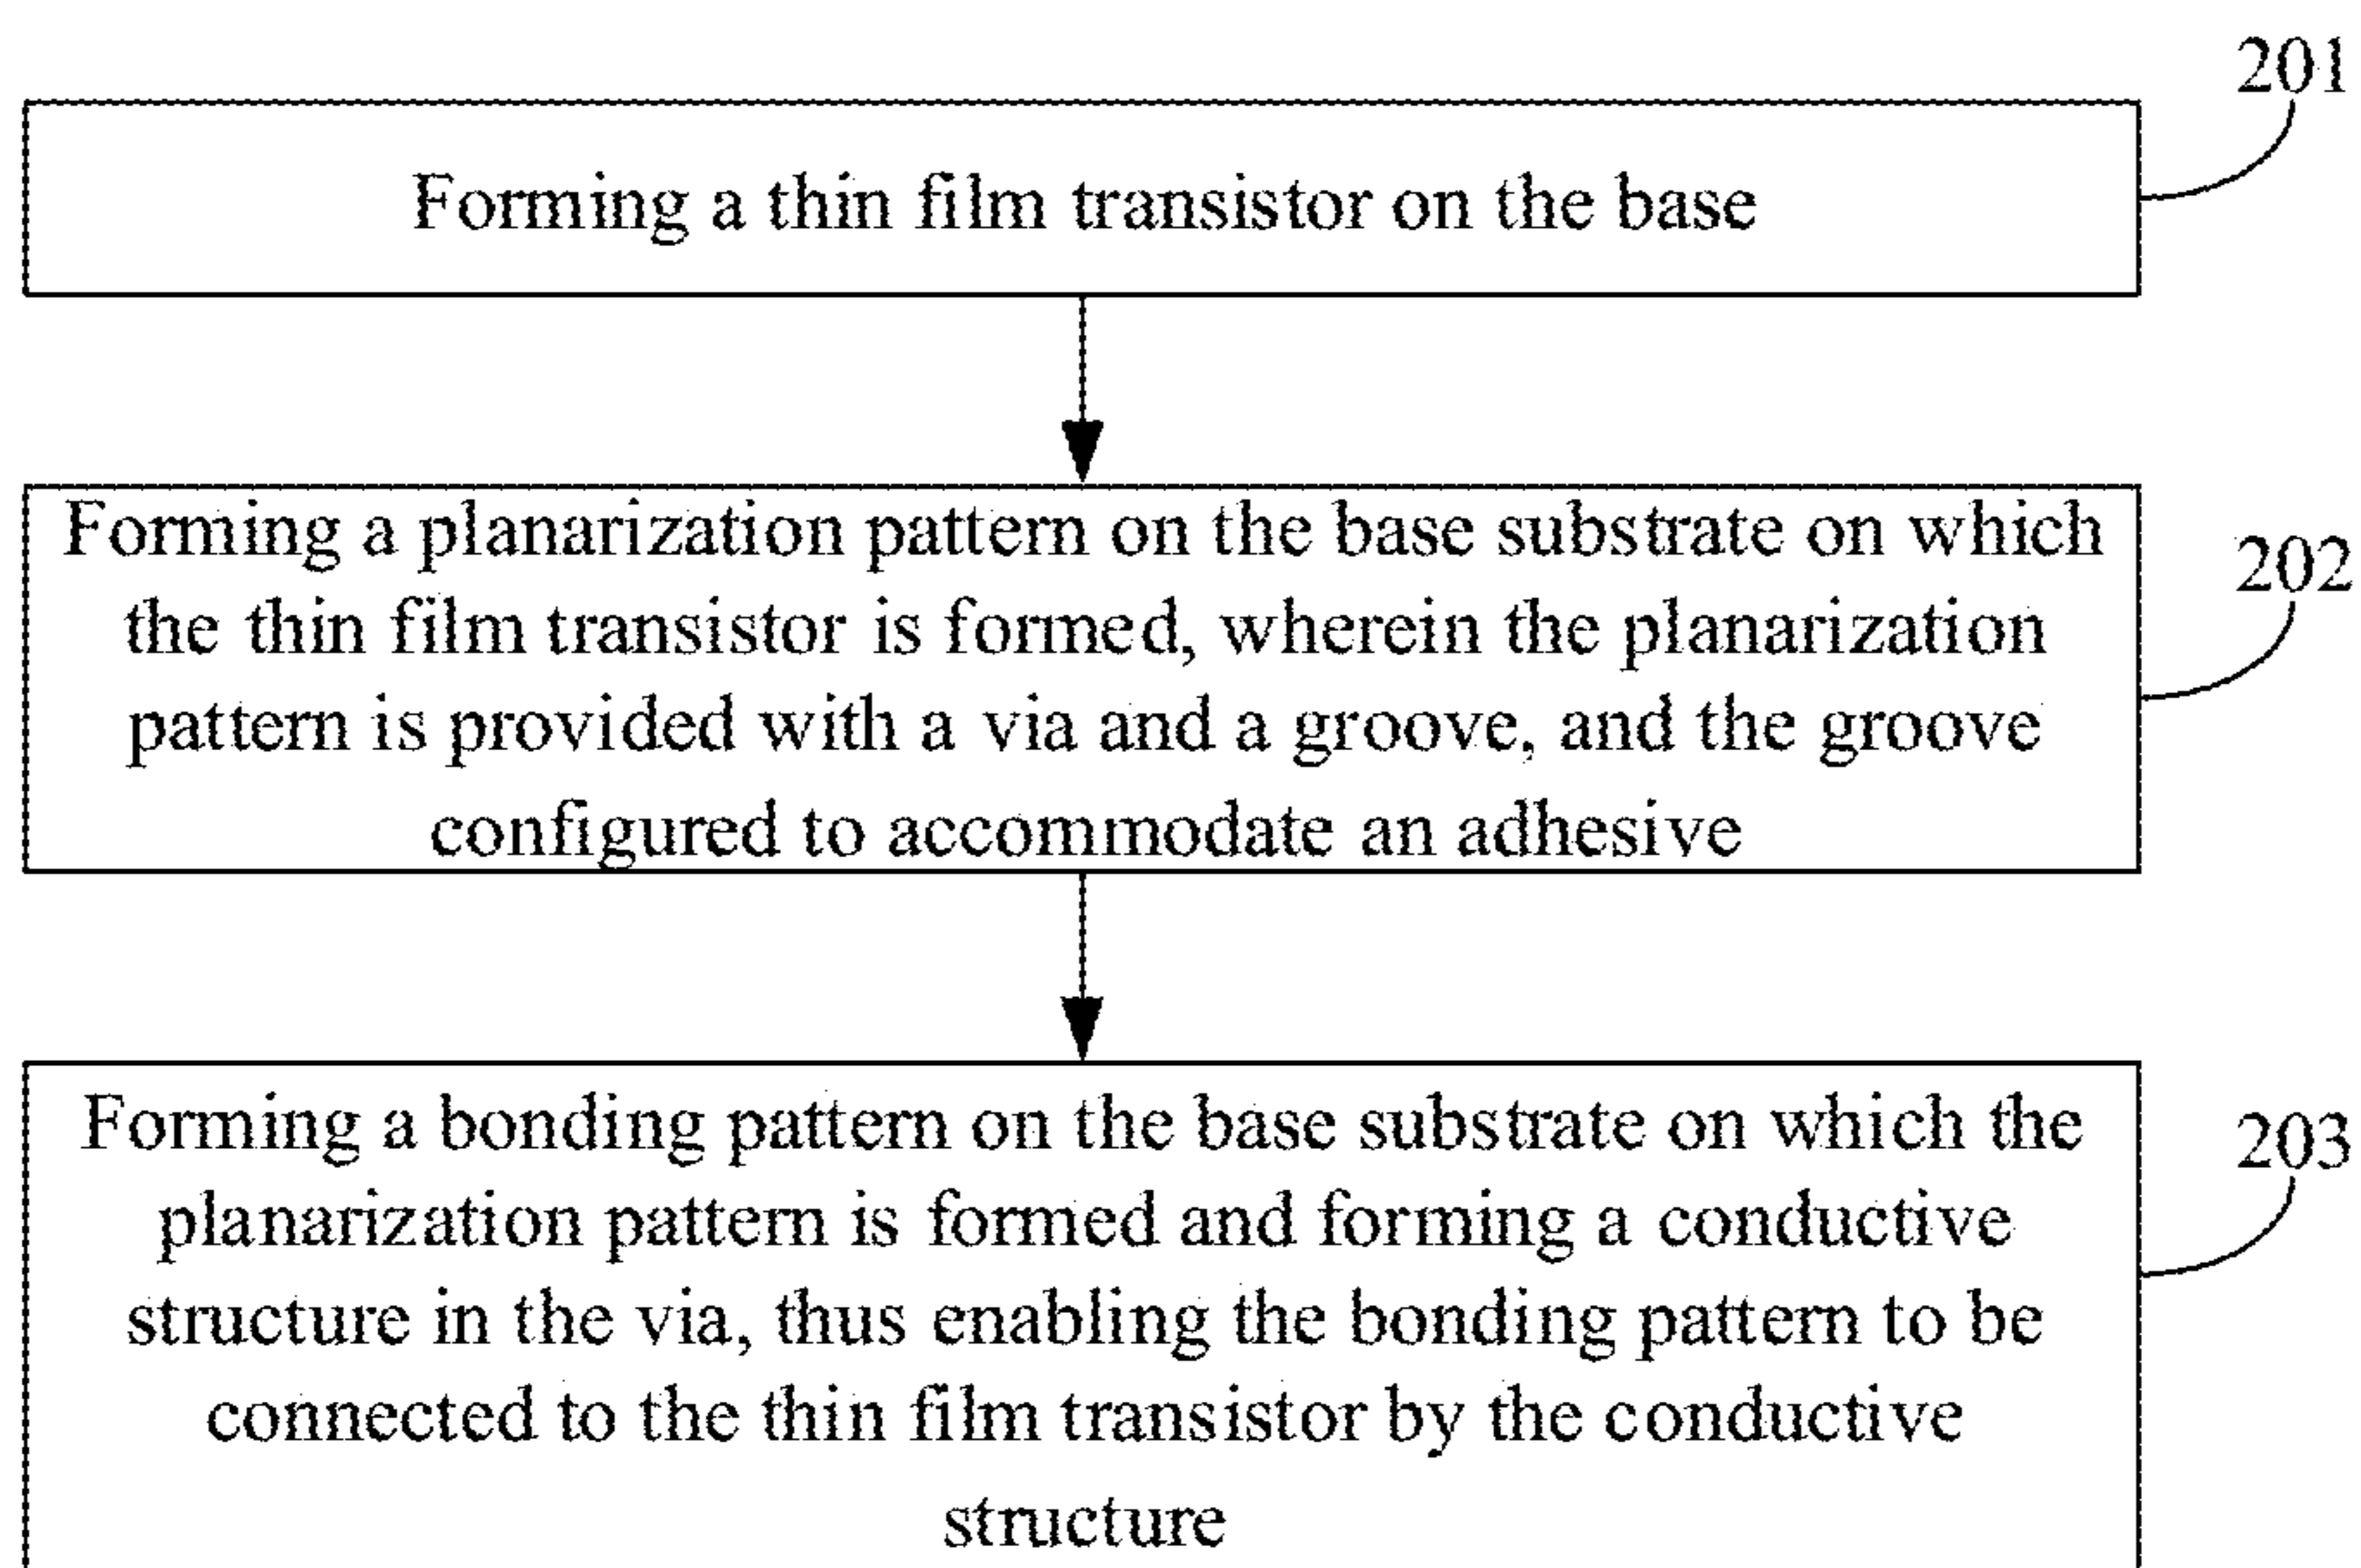 201
Forming a thin film transistor on the base
Forming a planarization pattern on the base substrate on which
the thin film transistor is formed, wherein the planarization
pattern is provided with a via and a groove, and the groove
configured to accommodate an adhesive
202
Forming a bonding pattern on the base substrate on which the
planarization pattern is formed and forming a conductive
structure in the via, thus enabling the bonding pattern to be
connected to the thin film transistor by the conductive
structure
203